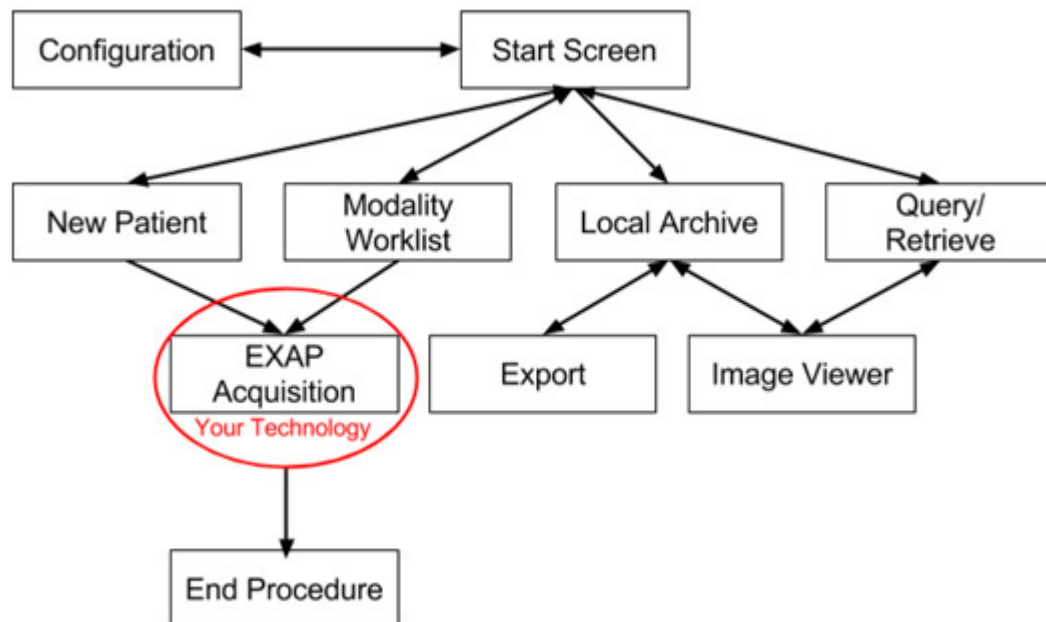 Configuration
Start Screen
New Patient
Modality
Worklist
Local Archive
Query/
Retrieve
EXAP
Acquisition
Your Technology
Export
Image Viewer
End Procedure